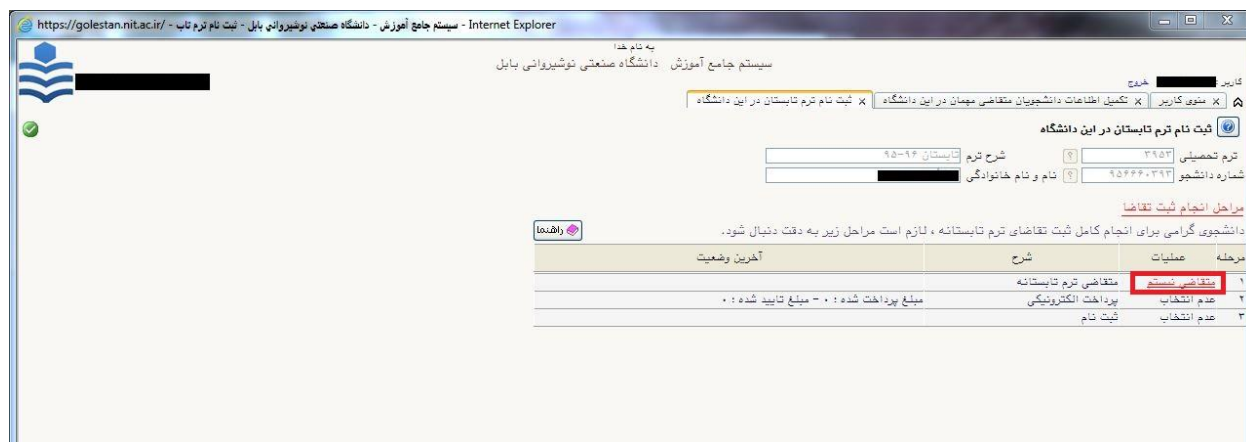 https://golestan.nit.ac.ir/ - سیستم جامع آموزش - دانشگاه صنعتی نوشیروانی بابل - ثبت نام ترم تاب - Internet Explorer
به نام خدا
سیستم جامع آموزش دانشگاه صنعتی نوشیروانی بابل
کاربر : خروج
منوی کاربر x تکمیل اطلاعات دانشجویان متقاضی مهمان در این دانشگاه x ثبت نام ترم تابستان در این دانشگاه x
ثبت نام ترم تابستان در این دانشگاه
ترم تحصیلی ۳۹۵۳ ? شرح ترم تابستان ۹۶-۹۵
شماره دانشجو ? نام و نام خانوادگی
مراحل انجام ثبت تقاضا
دانشجوی گرامی برای انجام کامل ثبت تقاضای ترم تابستانه ، لازم است مراحل زیر به دقت دنبال شود. راهنما
مرحله عملیات شرح آخرین وضعیت
۱ متقاضی نیستم متقاضی ترم تابستانه
۲ عدم انتخاب پرداخت الکترونیکی مبلغ پرداخت شده : ۰ - مبلغ تایید شده : ۰
۳ عدم انتخاب ثبت نام